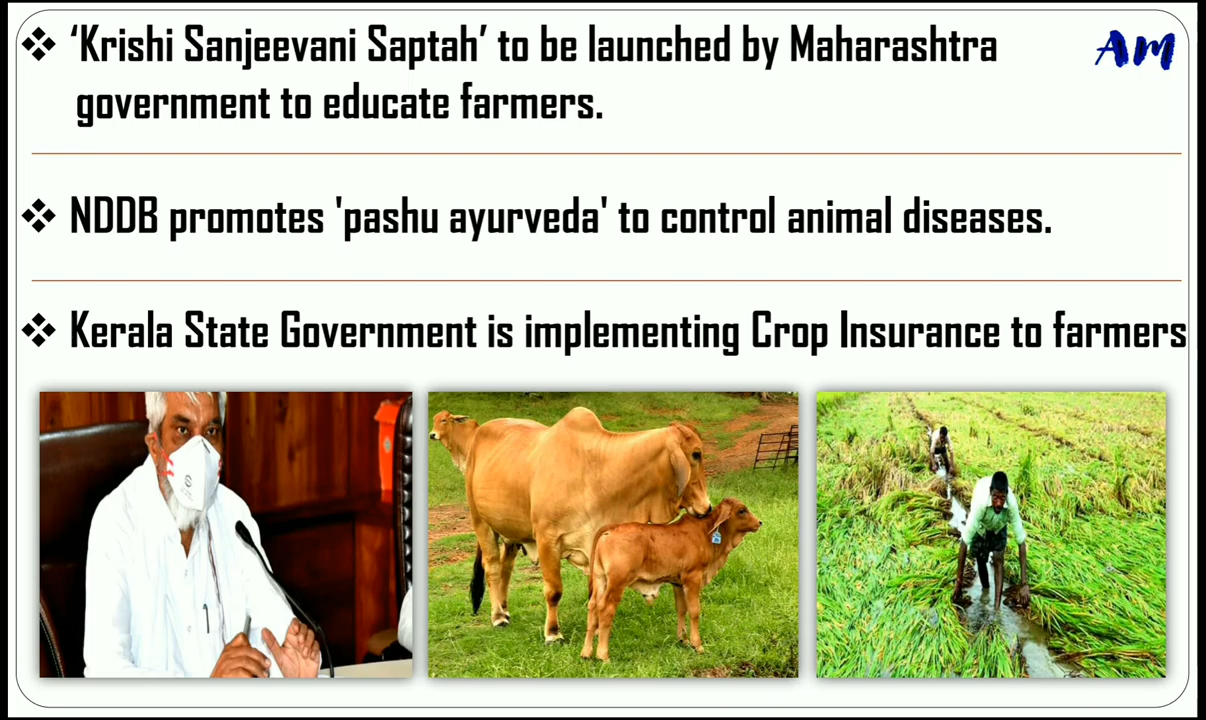 ‘Krishi Sanjeevani Saptah’ to be launched by Maharashtra
AM
government to educate farmers.
NDDB promotes 'pashu ayurveda' to control animal diseases.
Kerala State Government is implementing Crop Insurance to farmers